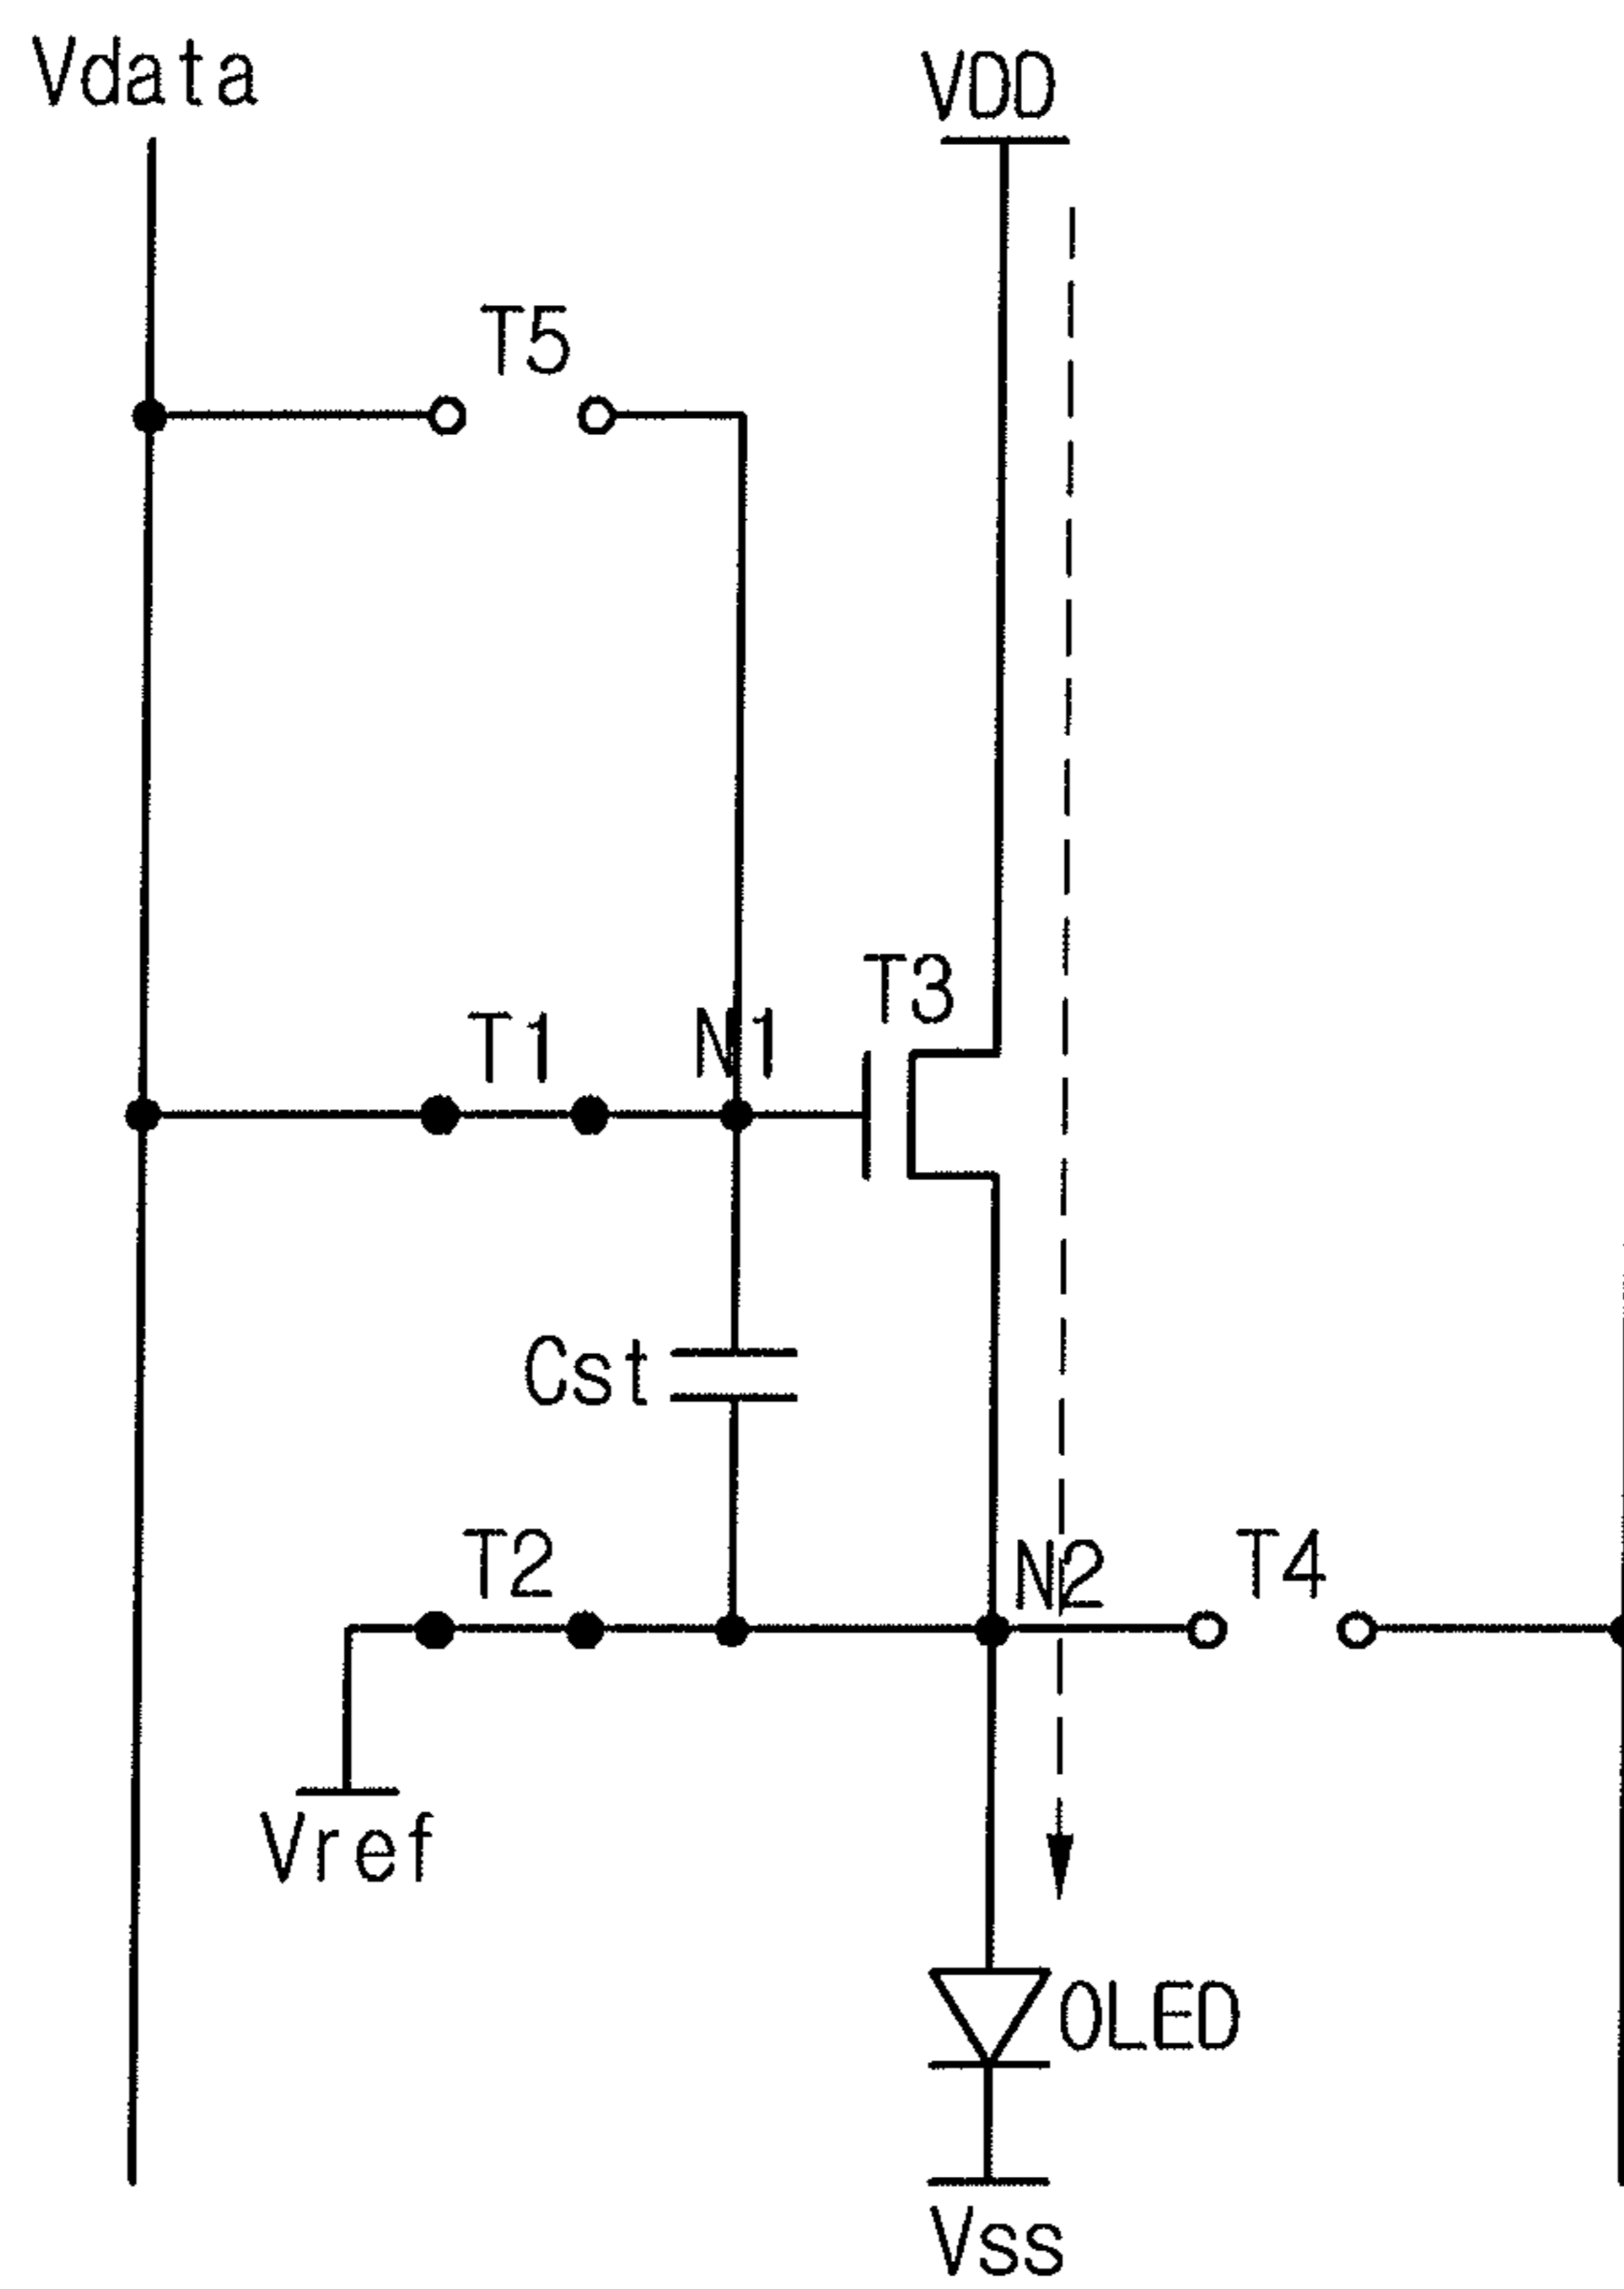 Vdata
VDD
T5
T3
T1
N1
Cst
T2
N2
T4
Vref
OLED
Vss